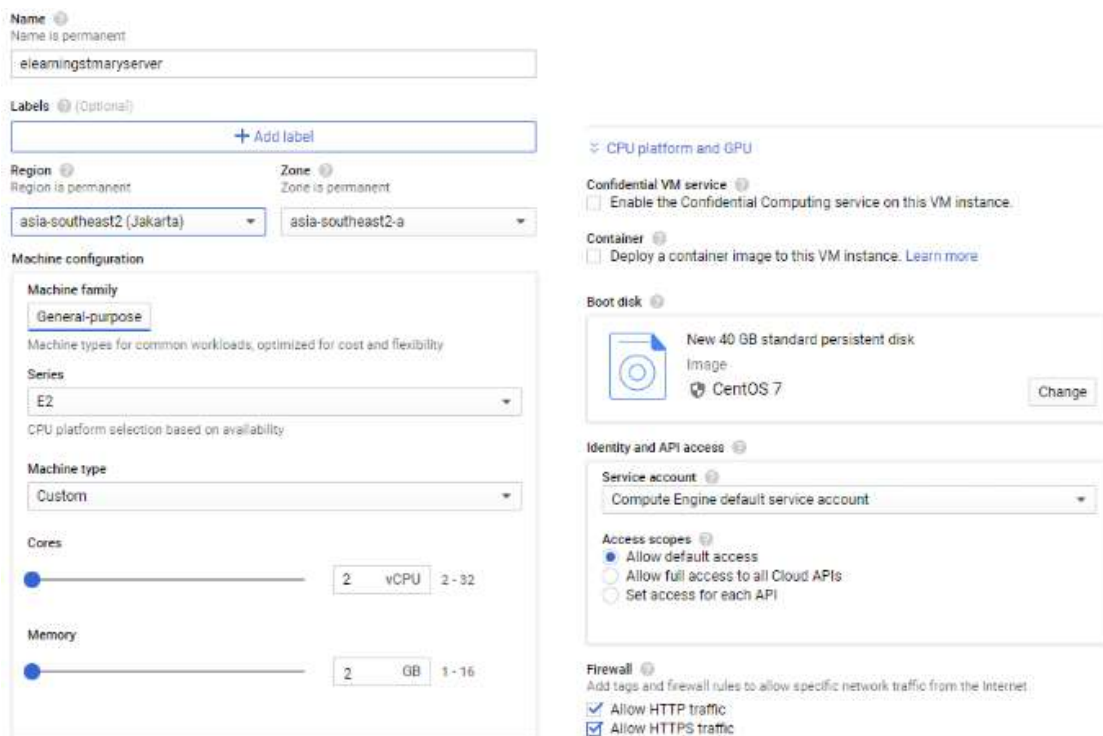 Name
Name is permanent
elearningstmaryserver
Labels (Optional)
+ Add label
Region
Region is permanent
asia-southeast2 (Jakarta)
Zone
Zone is permanent
asia-southeast2-a
Machine configuration
Machine family
General-purpose
Machine types for common workloads, optimized for cost and flexibility
Series
E2
CPU platform selection based on availability
Machine type
Custom
Cores
2 vCPU 2 - 32
Memory
2 GB 1 - 16
CPU platform and GPU
Confidential VM service
Enable the Confidential Computing service on this VM instance.
Container
Deploy a container image to this VM instance. Learn more
Boot disk
New 40 GB standard persistent disk
Image
CentOS 7
Change
Identity and API access
Service account
Compute Engine default service account
Access scopes
Allow default access
Allow full access to all Cloud APIs
Set access for each API
Firewall
Add tags and firewall rules to allow specific network traffic from the Internet
Allow HTTP traffic
Allow HTTPS traffic